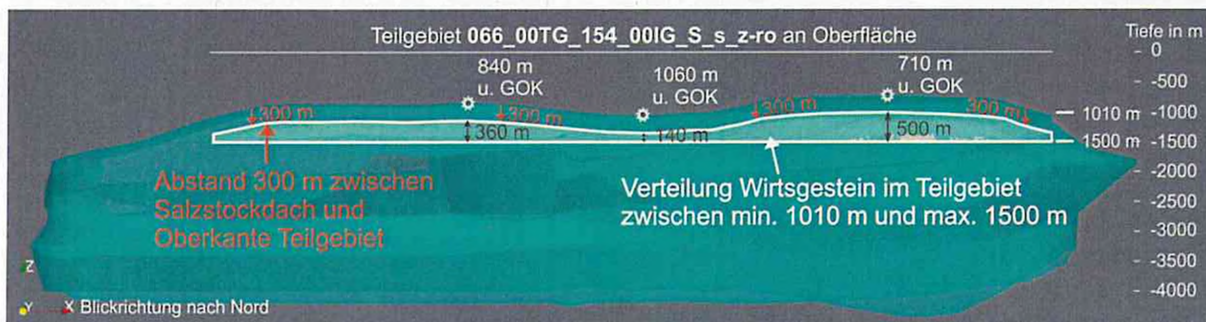 Teilgebiet 066_00TG_154_00IG_S_s_z-ro an Oberfläche
Tiefe in m
- 0
-500
-1000
-1500
-2000
-2500
-3000
-3500
-4000
840 m
u. GOK
1060 m
u. GOK
710 m
u. GOK
300 m
300 m
300 m
300 m
360 m
140 m
500 m
1010 m
1500 m
Abstand 300 m zwischen
Salzstockdach und
Oberkante Teilgebiet
Verteilung Wirtsgestein im Teilgebiet
zwischen min. 1010 m und max. 1500 m
Z
Y
X Blickrichtung nach Nord